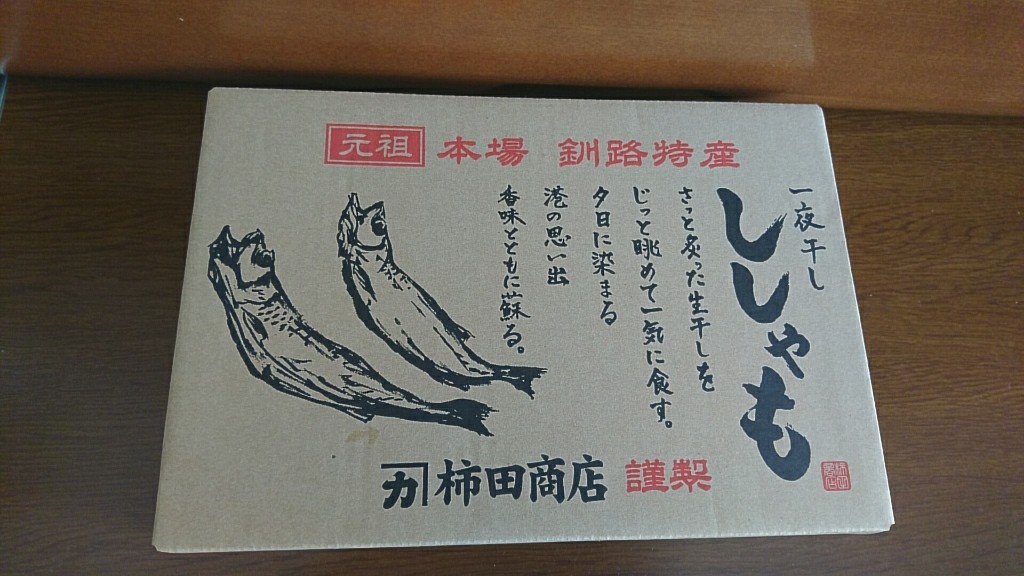 元祖 本場 釧路特産
一夜干し
ししゃも
さっと炙った生干しを
じっと眺めて一気に食す。
夕日に染まる
港の思い出
香味とともに蘇る。
カ 柿田商店 謹製